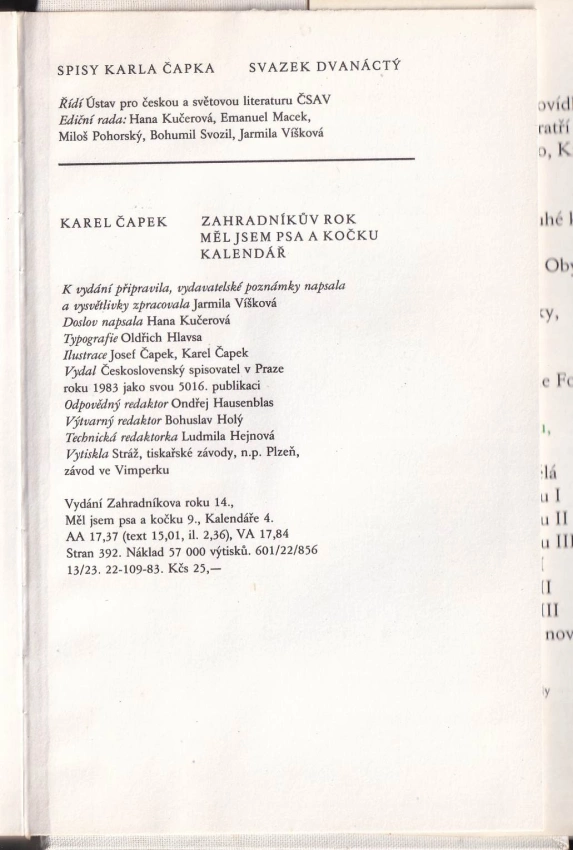 SPISY KARLA ČAPKA SVAZEK DVANÁCTÝ
Řídí Ústav pro českou a světovou literaturu ČSAV
Ediční rada: Hana Kučerová, Emanuel Macek,
Miloš Pohorský, Bohumil Svozil, Jarmila Víšková
KAREL ČAPEK ZAHRADNÍKŮV ROK
MĚL JSEM PSA A KOČKU
KALENDÁŘ
K vydání připravila, vydavatelské poznámky napsala
a vysvětlivky zpracovala Jarmila Víšková
Doslov napsala Hana Kučerová
Typografie Oldřich Hlavsa
Ilustrace Josef Čapek, Karel Čapek
Vydal Československý spisovatel v Praze
roku 1983 jako svou 5016. publikaci
Odpovědný redaktor Ondřej Hausenblas
Výtvarný redaktor Bohuslav Holý
Technická redaktorka Ludmila Hejnová
Vytiskla Stráž, tiskařské závody, n.p. Plzeň,
závod ve Vimperku
Vydání Zahradníkova roku 14.,
Měl jsem psa a kočku 9., Kalendáře 4.
AA 17,37 (text 15,01, il. 2,36), VA 17,84
Stran 392. Náklad 57 000 výtisků. 601/22/856
13/23. 22-109-83. Kčs 25,—